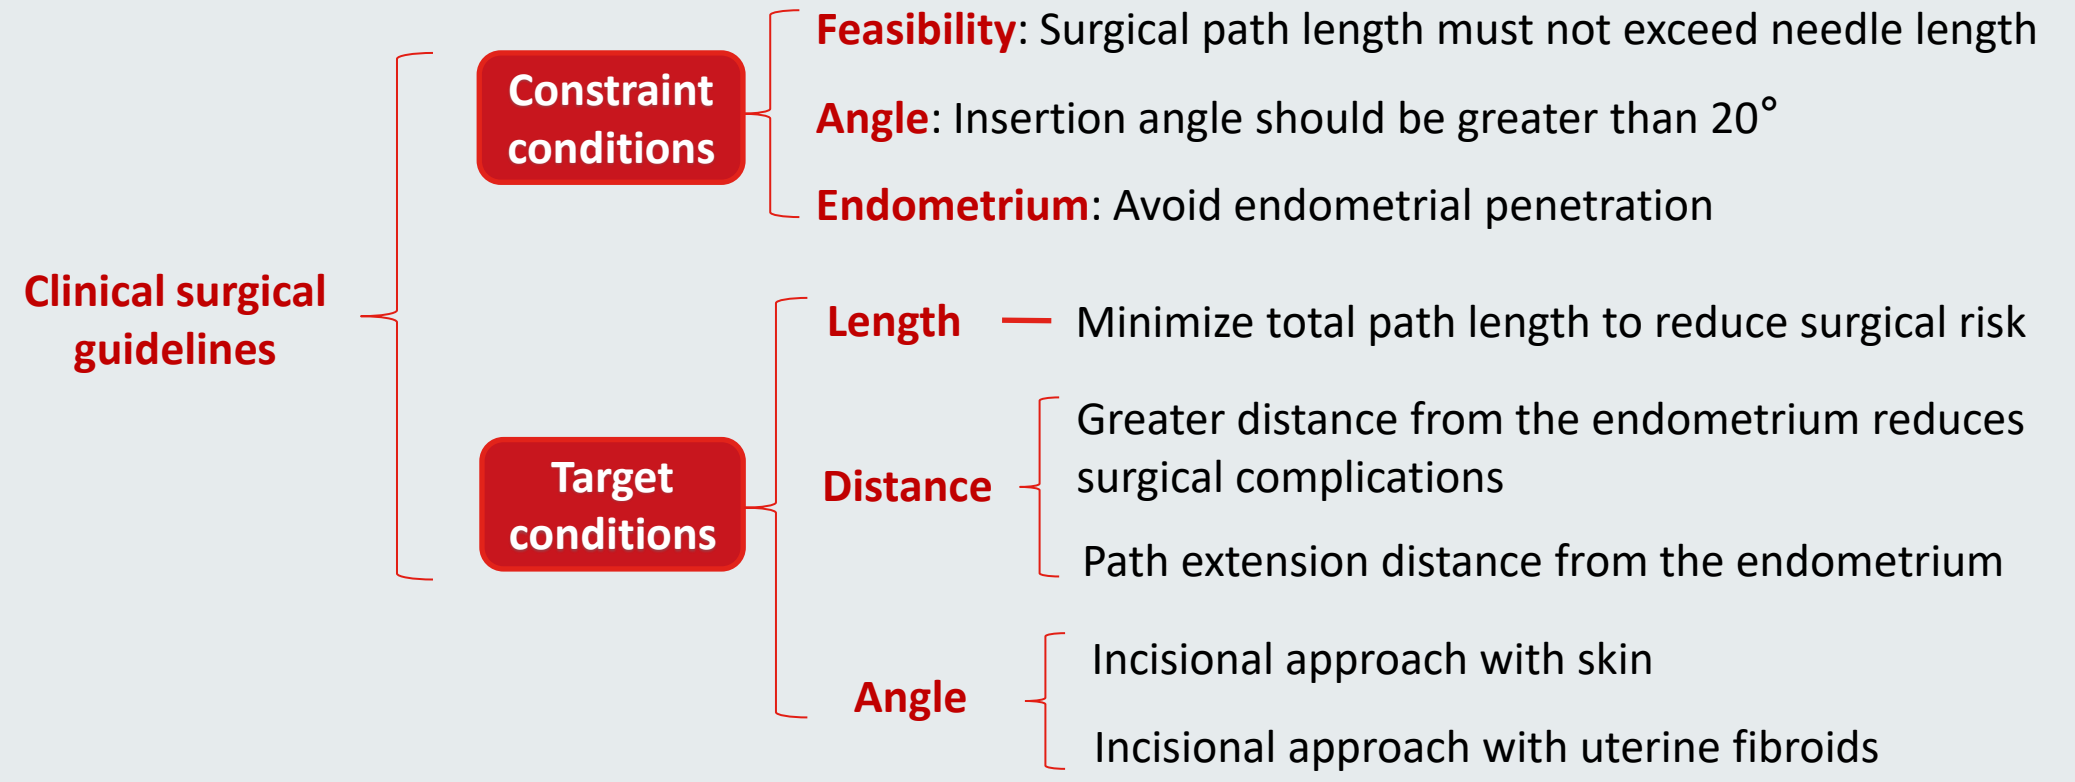 Clinical surgical
guidelines
Constraint
conditions
Feasibility: Surgical path length must not exceed needle length
Angle: Insertion angle should be greater than 20°
Endometrium: Avoid endometrial penetration
Target
conditions
Length — Minimize total path length to reduce surgical risk
Distance
Greater distance from the endometrium reduces
surgical complications
Path extension distance from the endometrium
Angle
Incisional approach with skin
Incisional approach with uterine fibroids